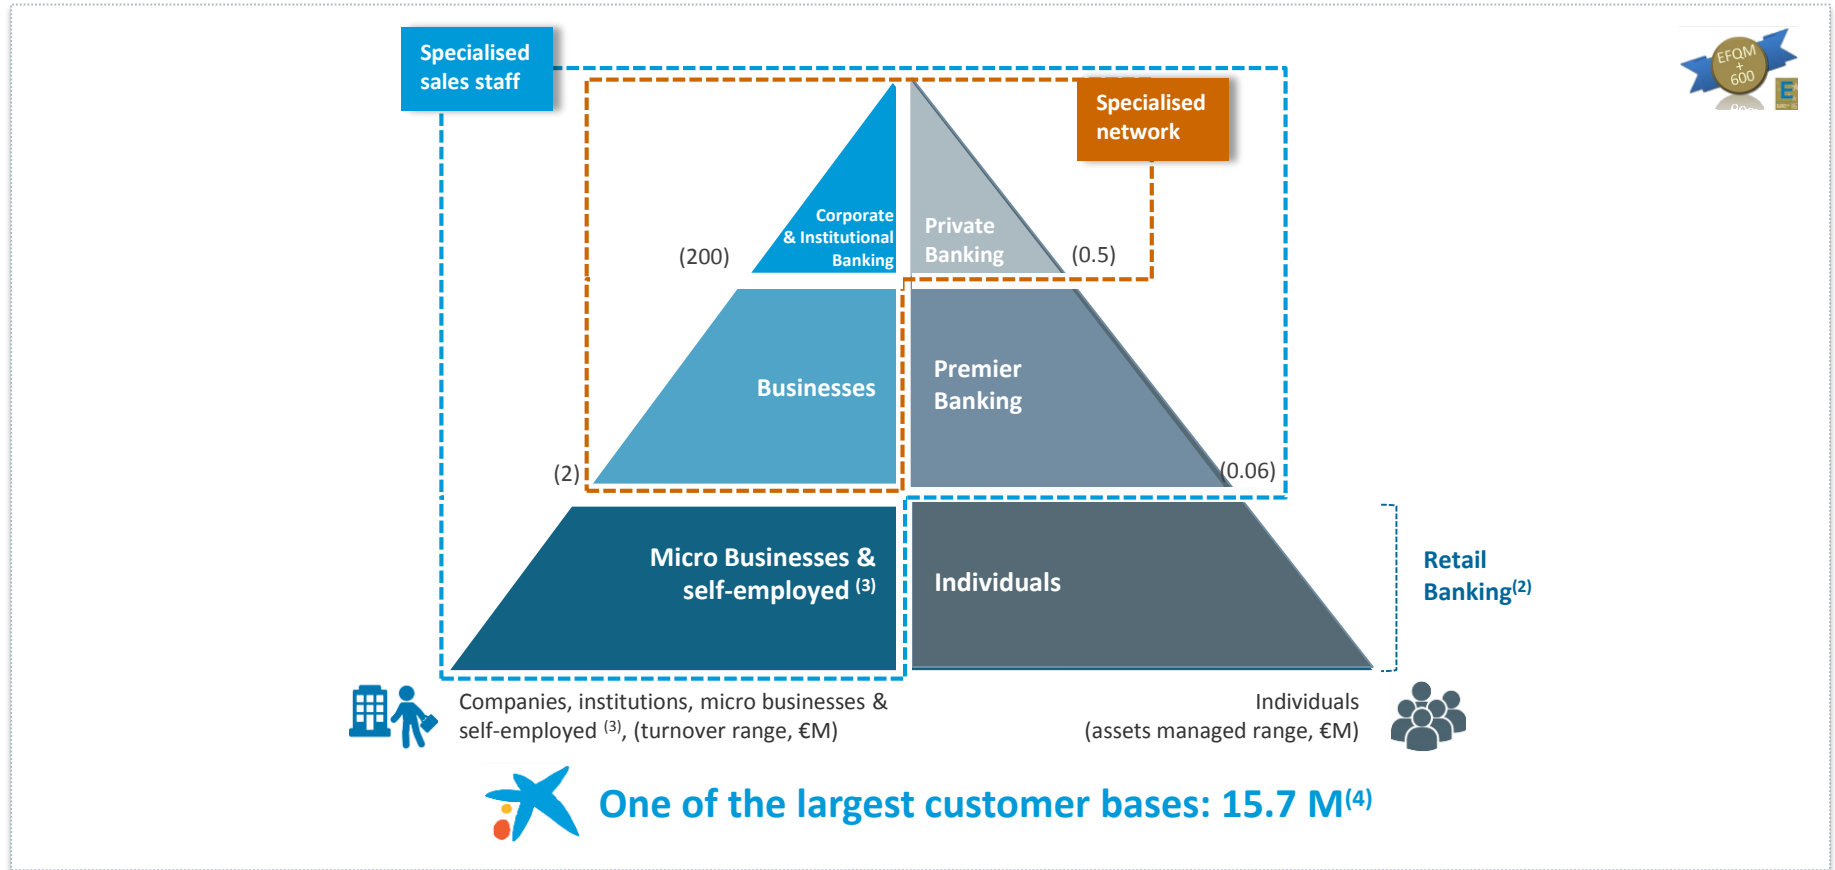 Specialised
sales staff
EFQM
+
600
E
Specialised
network
Corporate
& Institutional
Banking
Private
Banking
(200)
(0.5)
Businesses
Premier
Banking
(2)
(0.06)
Micro Businesses &
self-employed (3)
Individuals
Retail
Banking(2)
Companies, institutions, micro businesses &
self-employed (3), (turnover range, €M)
Individuals
(assets managed range, €M)
One of the largest customer bases: 15.7 M(4)